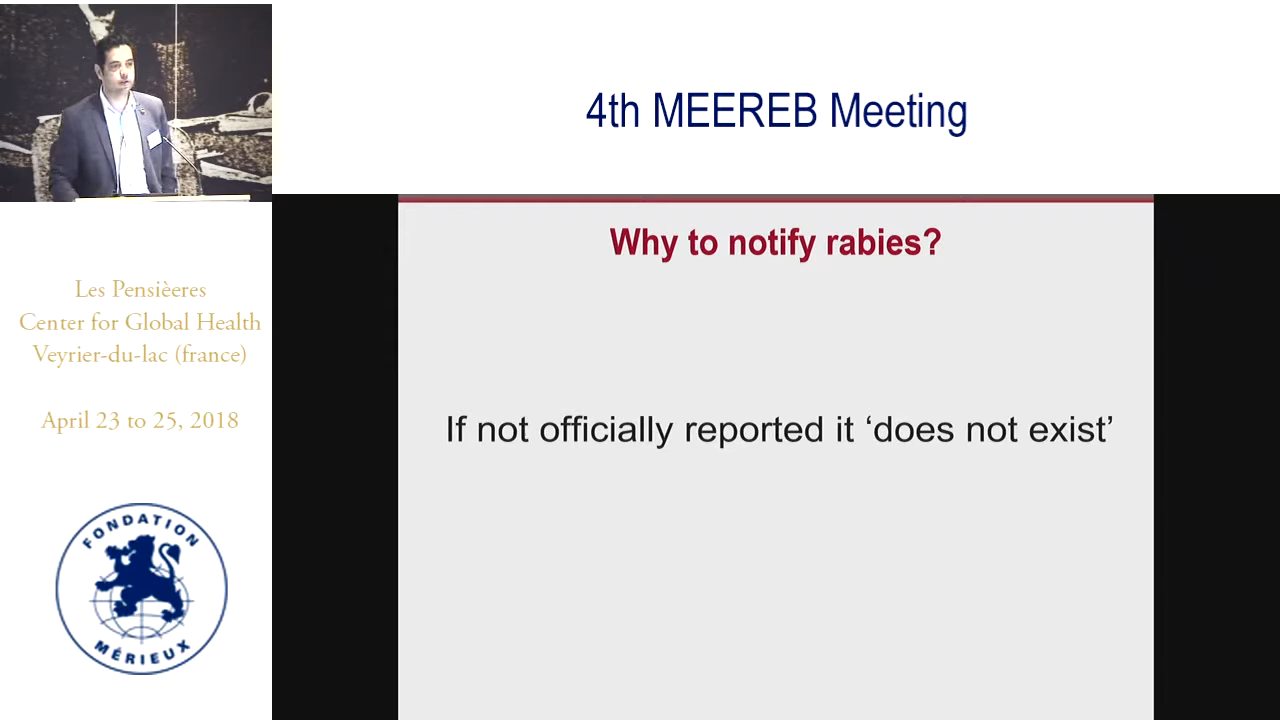 4th MEEREB Meeting
Why to notify rabies?
If not officially reported it ‘does not exist’
Les Pensièeres
Center for Global Health
Veyrier-du-lac (france)
April 23 to 25, 2018
FONDATION
MÉRIEUX